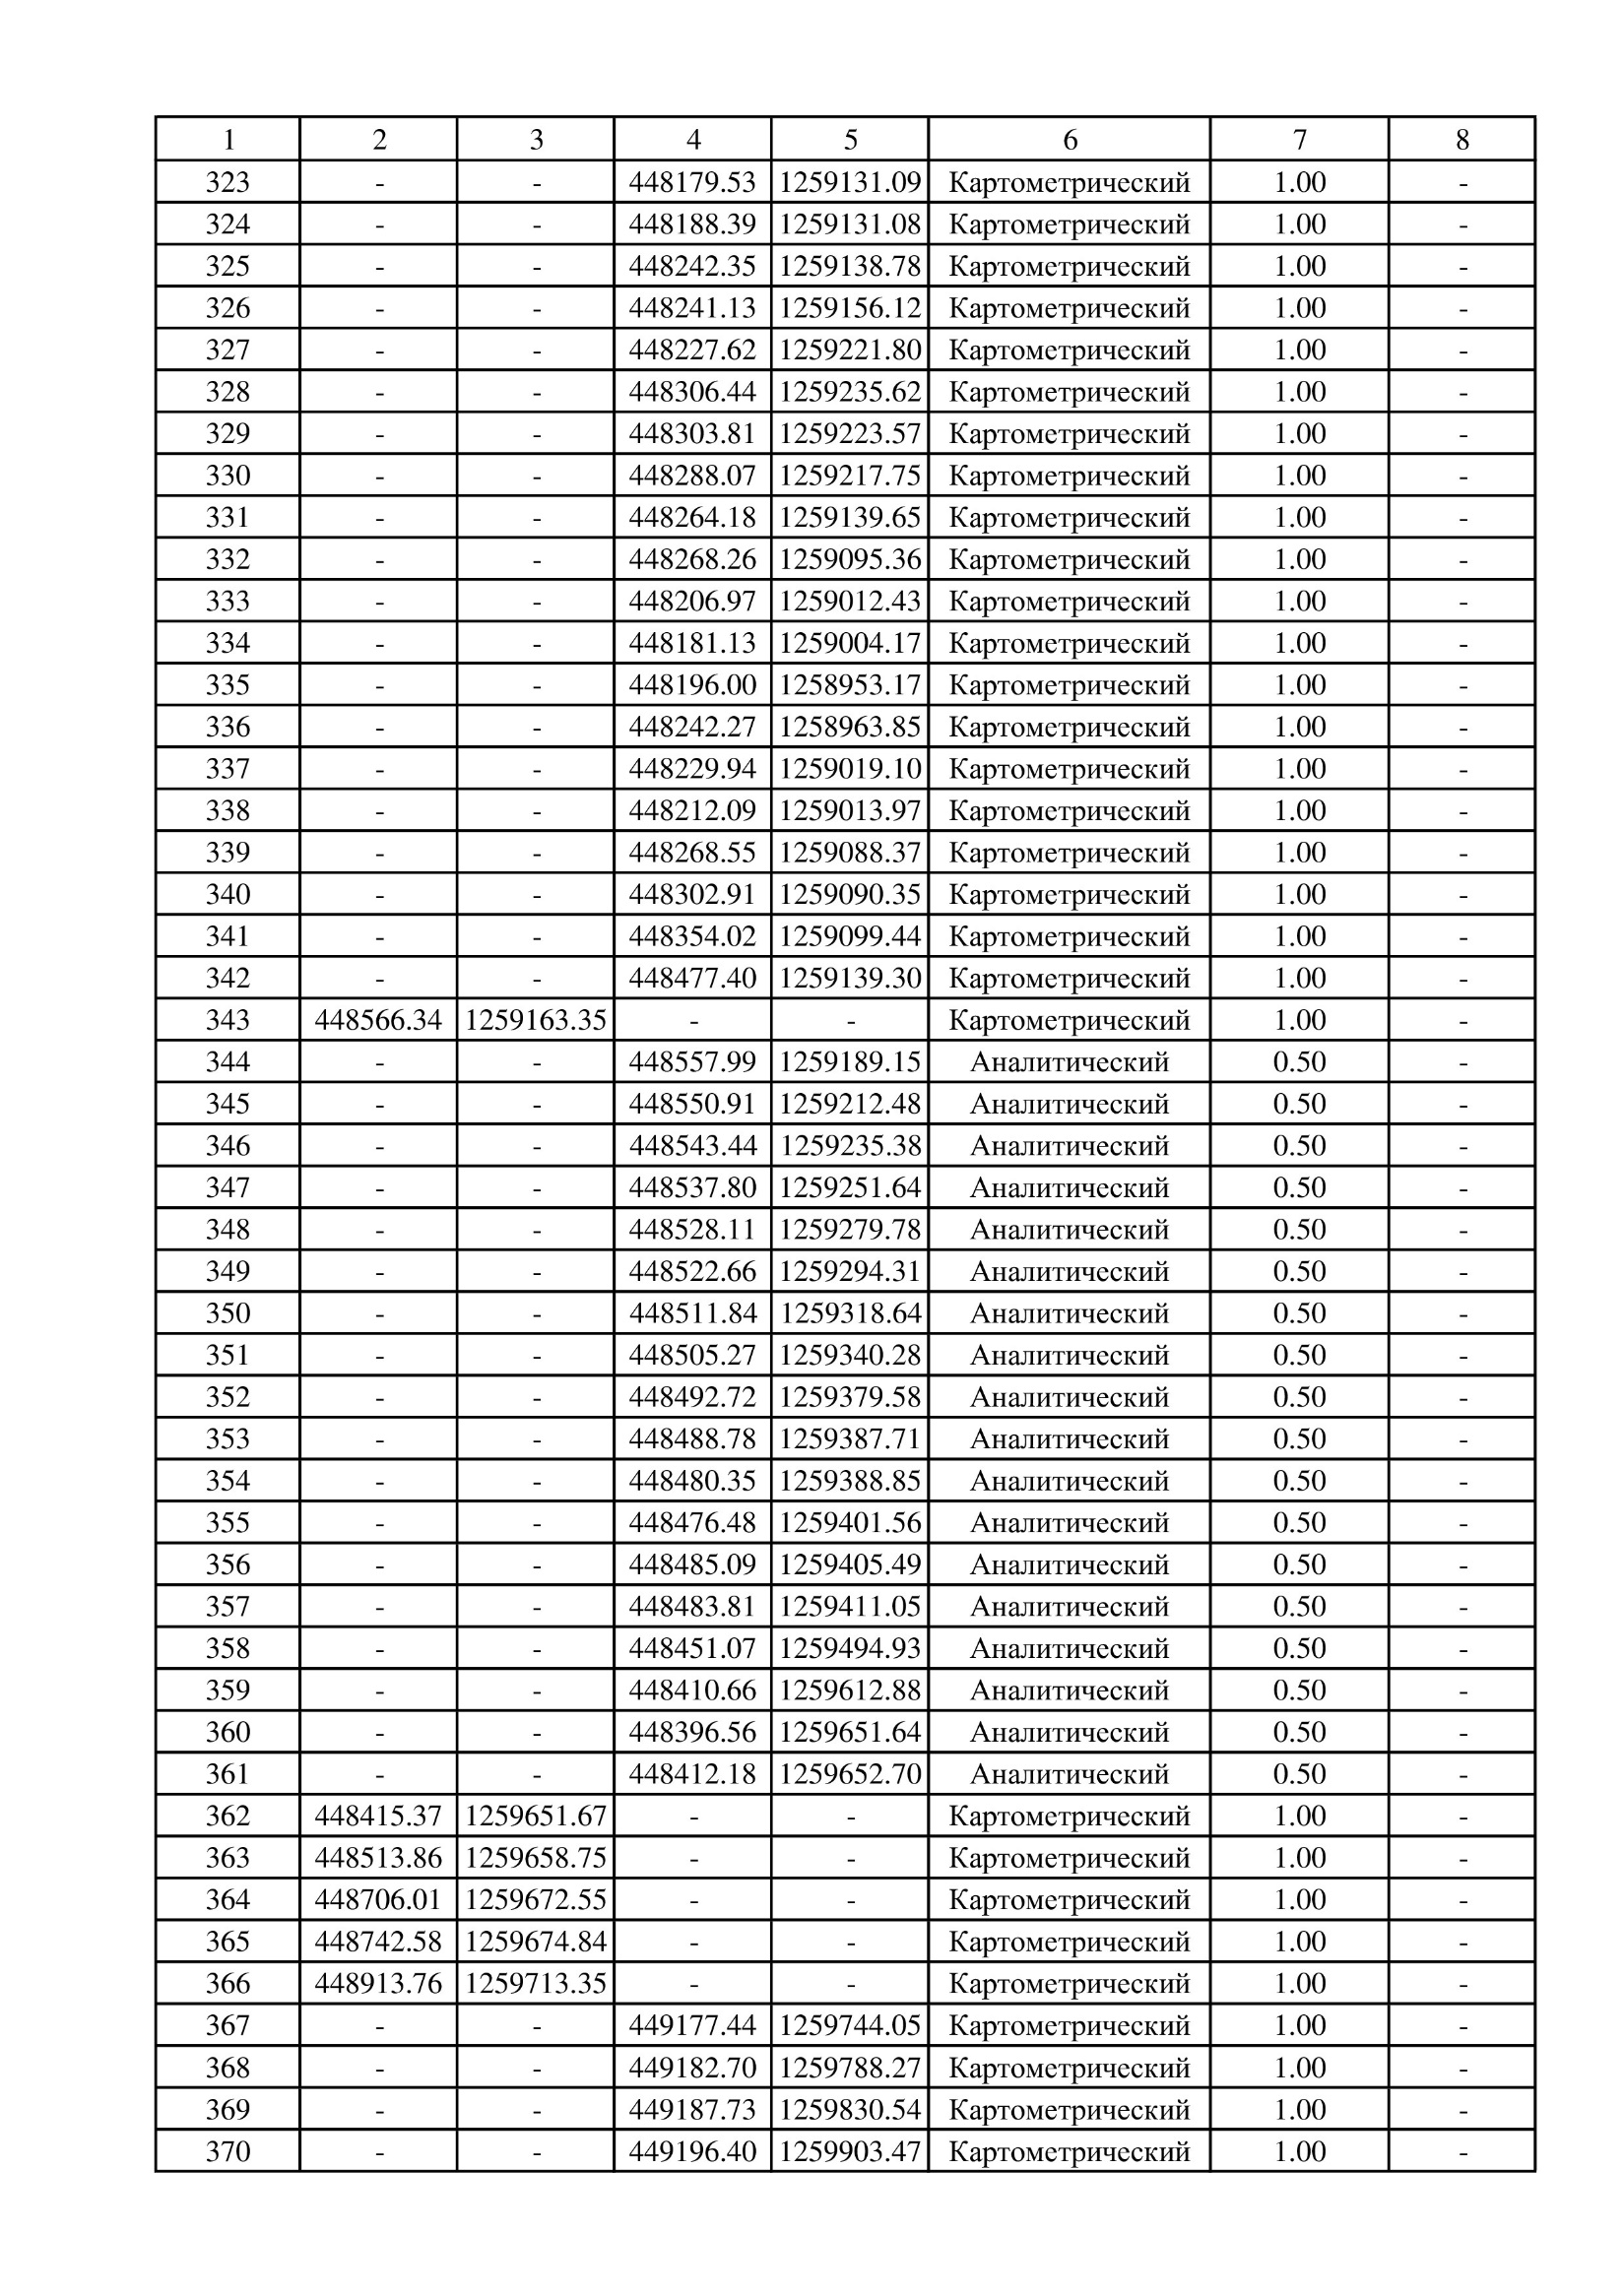 1 2 3 4 5 6 7 8
323 - - 448179.53 1259131.09 Картометрический 1.00 -
324 - - 448188.39 1259131.08 Картометрический 1.00 -
325 - - 448242.35 1259138.78 Картометрический 1.00 -
326 - - 448241.13 1259156.12 Картометрический 1.00 -
327 - - 448227.62 1259221.80 Картометрический 1.00 -
328 - - 448306.44 1259235.62 Картометрический 1.00 -
329 - - 448303.81 1259223.57 Картометрический 1.00 -
330 - - 448288.07 1259217.75 Картометрический 1.00 -
331 - - 448264.18 1259139.65 Картометрический 1.00 -
332 - - 448268.26 1259095.36 Картометрический 1.00 -
333 - - 448206.97 1259012.43 Картометрический 1.00 -
334 - - 448181.13 1259004.17 Картометрический 1.00 -
335 - - 448196.00 1258953.17 Картометрический 1.00 -
336 - - 448242.27 1258963.85 Картометрический 1.00 -
337 - - 448229.94 1259019.10 Картометрический 1.00 -
338 - - 448212.09 1259013.97 Картометрический 1.00 -
339 - - 448268.55 1259088.37 Картометрический 1.00 -
340 - - 448302.91 1259090.35 Картометрический 1.00 -
341 - - 448354.02 1259099.44 Картометрический 1.00 -
342 - - 448477.40 1259139.30 Картометрический 1.00 -
343 448566.34 1259163.35 - - Картометрический 1.00 -
344 - - 448557.99 1259189.15 Аналитический 0.50 -
345 - - 448550.91 1259212.48 Аналитический 0.50 -
346 - - 448543.44 1259235.38 Аналитический 0.50 -
347 - - 448537.80 1259251.64 Аналитический 0.50 -
348 - - 448528.11 1259279.78 Аналитический 0.50 -
349 - - 448522.66 1259294.31 Аналитический 0.50 -
350 - - 448511.84 1259318.64 Аналитический 0.50 -
351 - - 448505.27 1259340.28 Аналитический 0.50 -
352 - - 448492.72 1259379.58 Аналитический 0.50 -
353 - - 448488.78 1259387.71 Аналитический 0.50 -
354 - - 448480.35 1259388.85 Аналитический 0.50 -
355 - - 448476.48 1259401.56 Аналитический 0.50 -
356 - - 448485.09 1259405.49 Аналитический 0.50 -
357 - - 448483.81 1259411.05 Аналитический 0.50 -
358 - - 448451.07 1259494.93 Аналитический 0.50 -
359 - - 448410.66 1259612.88 Аналитический 0.50 -
360 - - 448396.56 1259651.64 Аналитический 0.50 -
361 - - 448412.18 1259652.70 Аналитический 0.50 -
362 448415.37 1259651.67 - - Картометрический 1.00 -
363 448513.86 1259658.75 - - Картометрический 1.00 -
364 448706.01 1259672.55 - - Картометрический 1.00 -
365 448742.58 1259674.84 - - Картометрический 1.00 -
366 448913.76 1259713.35 - - Картометрический 1.00 -
367 - - 449177.44 1259744.05 Картометрический 1.00 -
368 - - 449182.70 1259788.27 Картометрический 1.00 -
369 - - 449187.73 1259830.54 Картометрический 1.00 -
370 - - 449196.40 1259903.47 Картометрический 1.00 -